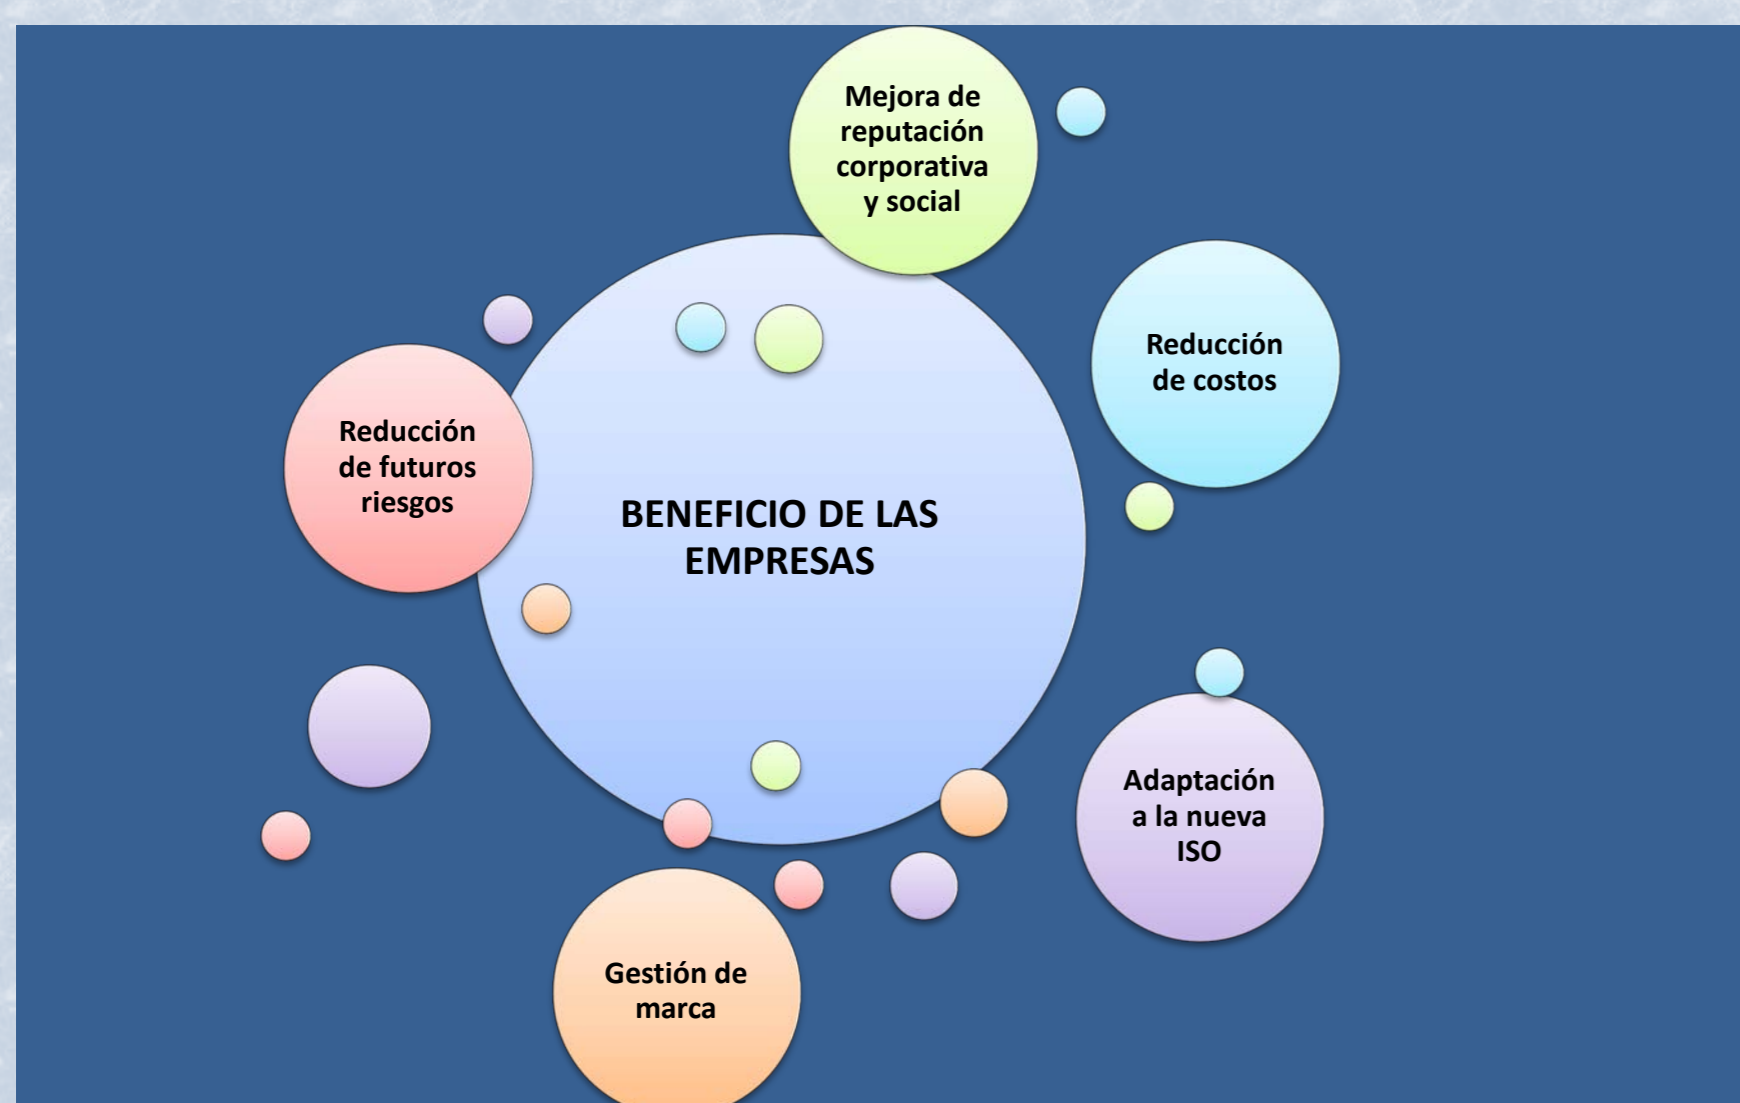 Mejora de
reputación
corporativa
y social
Reducción
de costos
Reducción
de futuros
riesgos
BENEFICIO DE LAS
EMPRESAS
Adaptación
a la nueva
ISO
Gestión de
marca